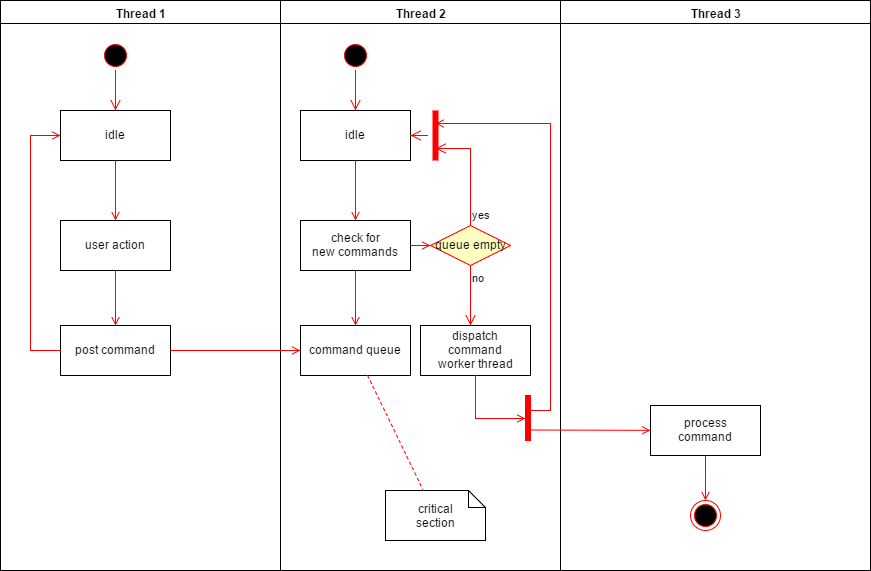 Thread 1
Thread 2
Thread 3
idle
idle
yes
user action
check for
new commands
queue empty
no
post command
command queue
dispatch
command
worker thread
process
command
critical
section